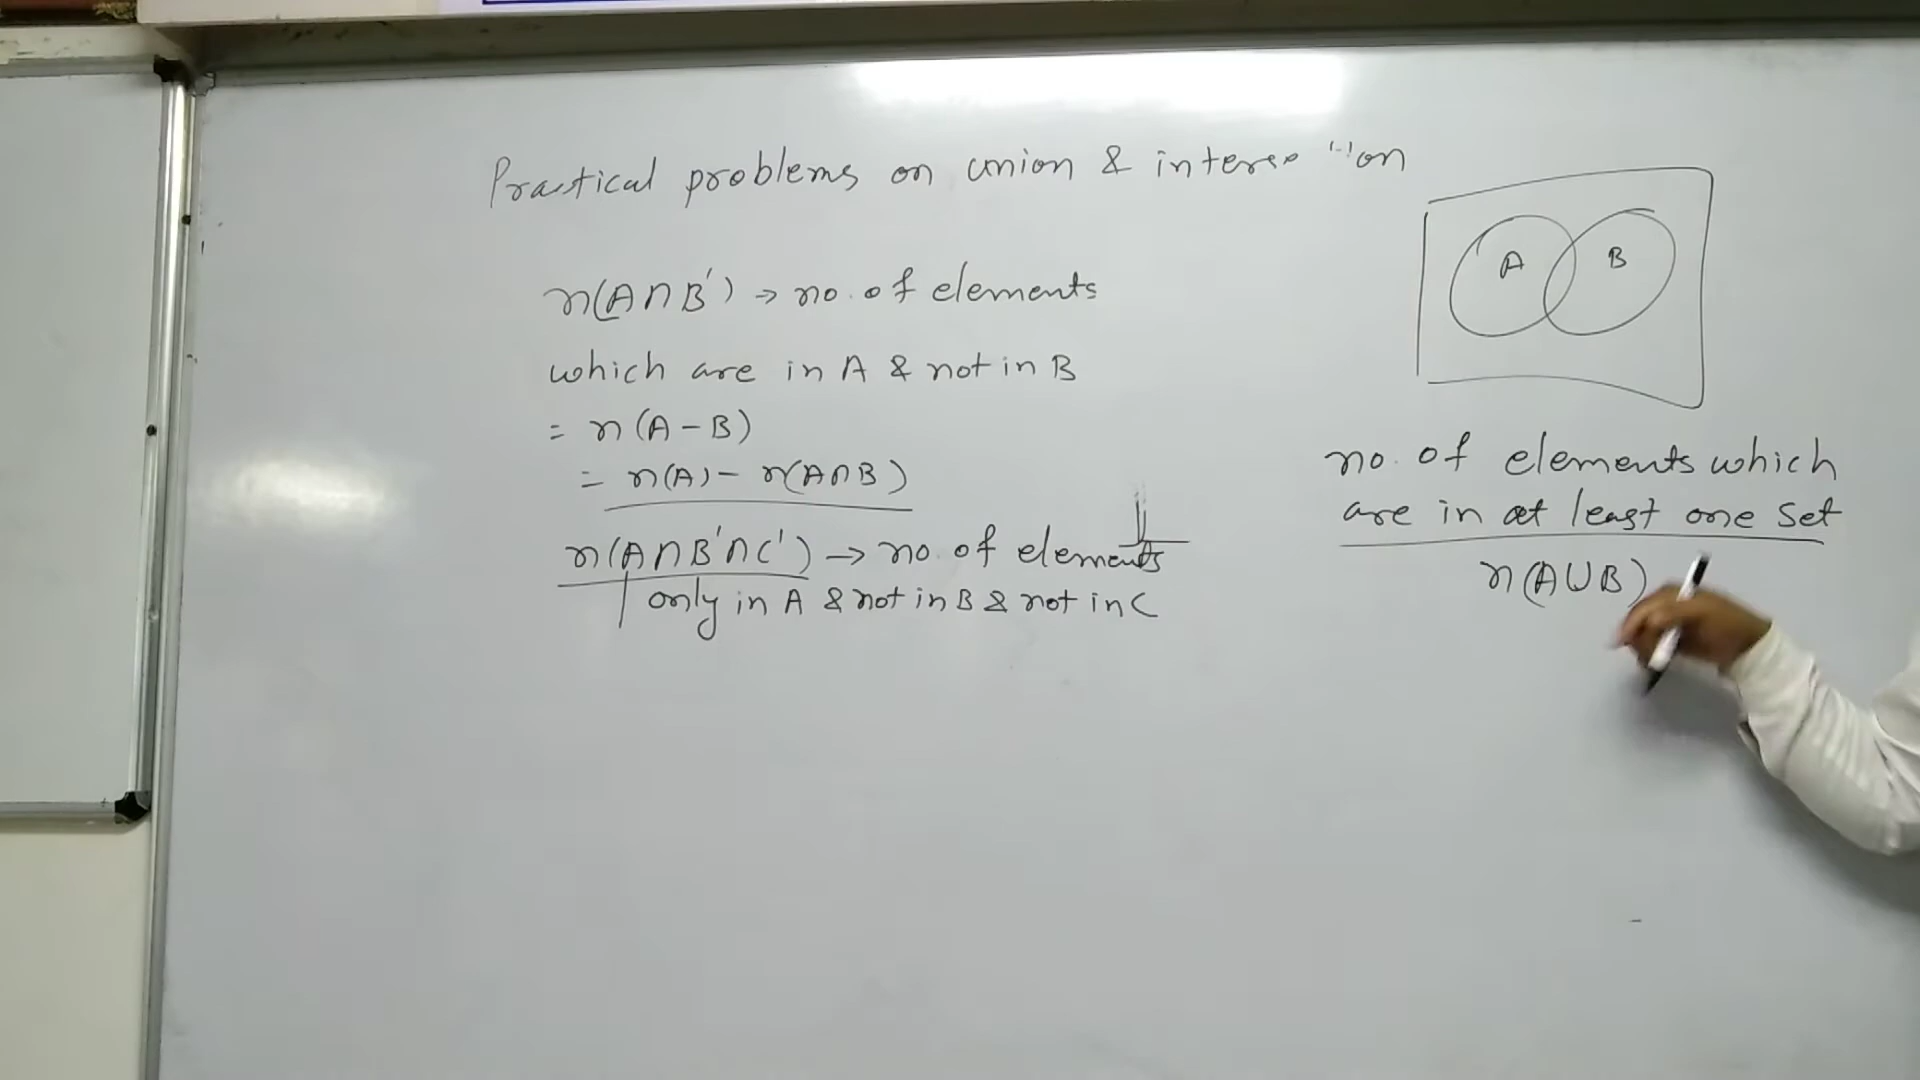 Practical problems on union & intersection
n(A∩B') → no. of elements
which are in A & not in B
= n(A-B)
= n(A) - n(A∩B)
n(A∩B'∩C') → no. of elements
only in A & not in B & not in C
A B
no. of elements which
are in at least one set
n(A∪B)